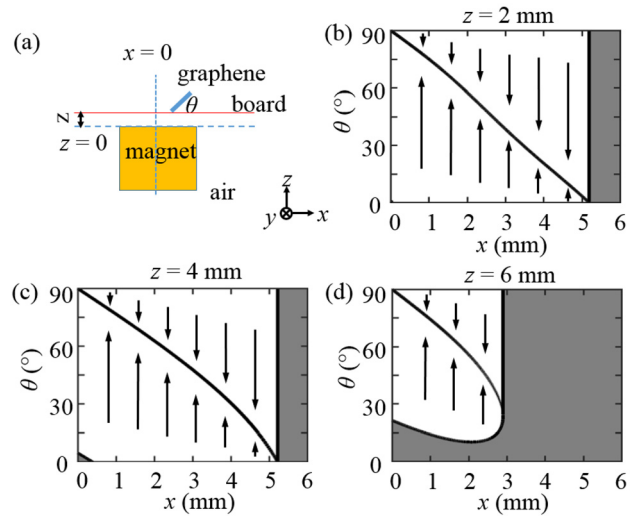 (a)
x = 0
graphene
θ
board
z
z = 0
magnet
air
z
y
x
(b)
z = 2 mm
90
60
30
0
θ (°)
0 1 2 3 4 5 6
x (mm)
(c)
z = 4 mm
90
60
30
0
θ (°)
0 1 2 3 4 5 6
x (mm)
(d)
z = 6 mm
90
60
30
0
θ (°)
0 1 2 3 4 5 6
x (mm)